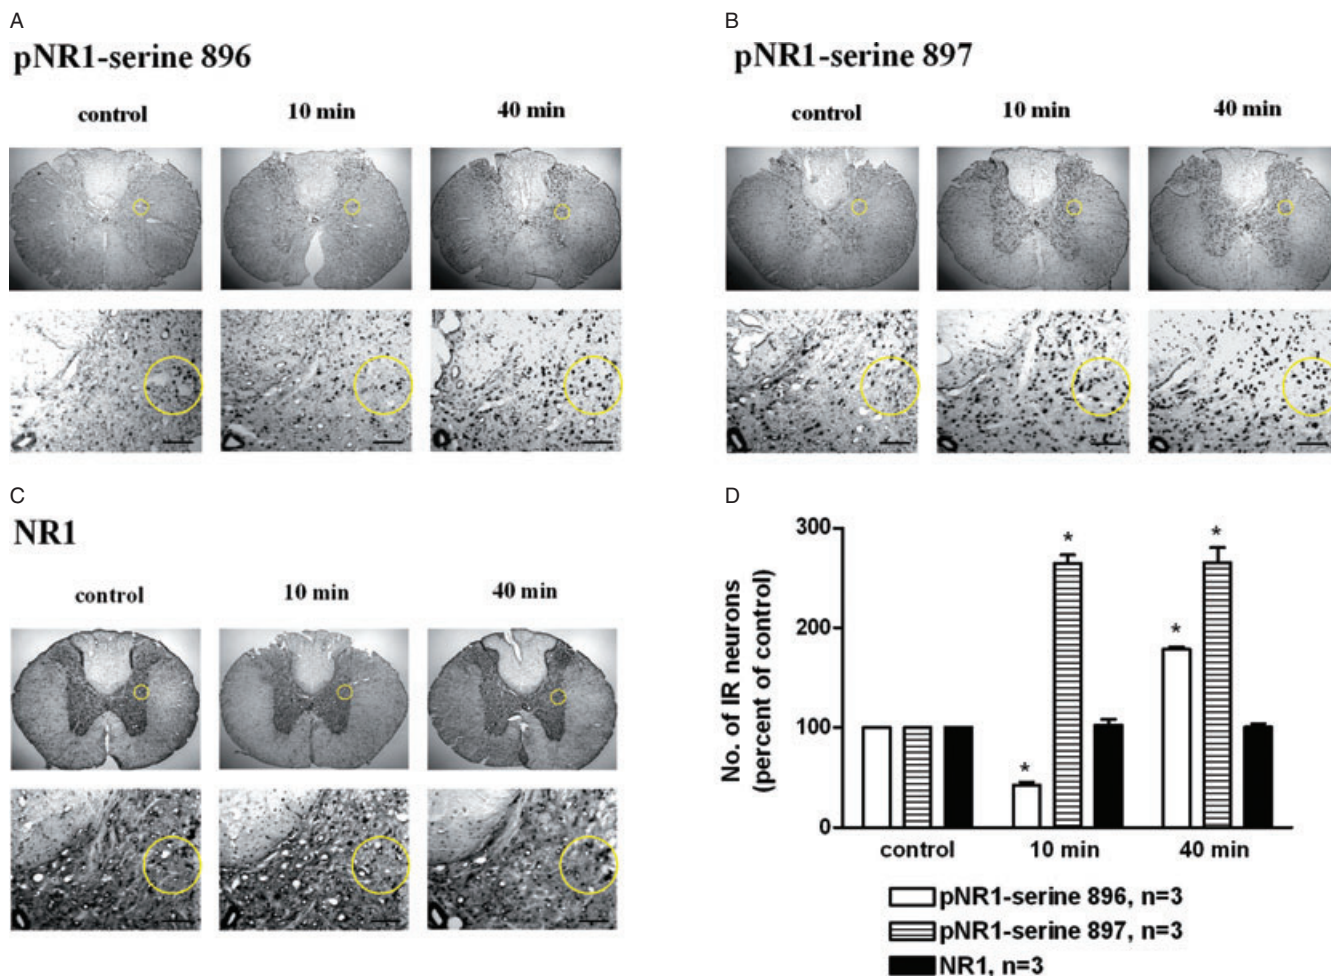 A
pNR1-serine 896
control 10 min 40 min
B
pNR1-serine 897
control 10 min 40 min
C
NR1
control 10 min 40 min
D
No. of IR neurons
(percent of control)
300
200
100
0
* * * *
control 10 min 40 min
pNR1-serine 896, n=3
pNR1-serine 897, n=3
NR1, n=3